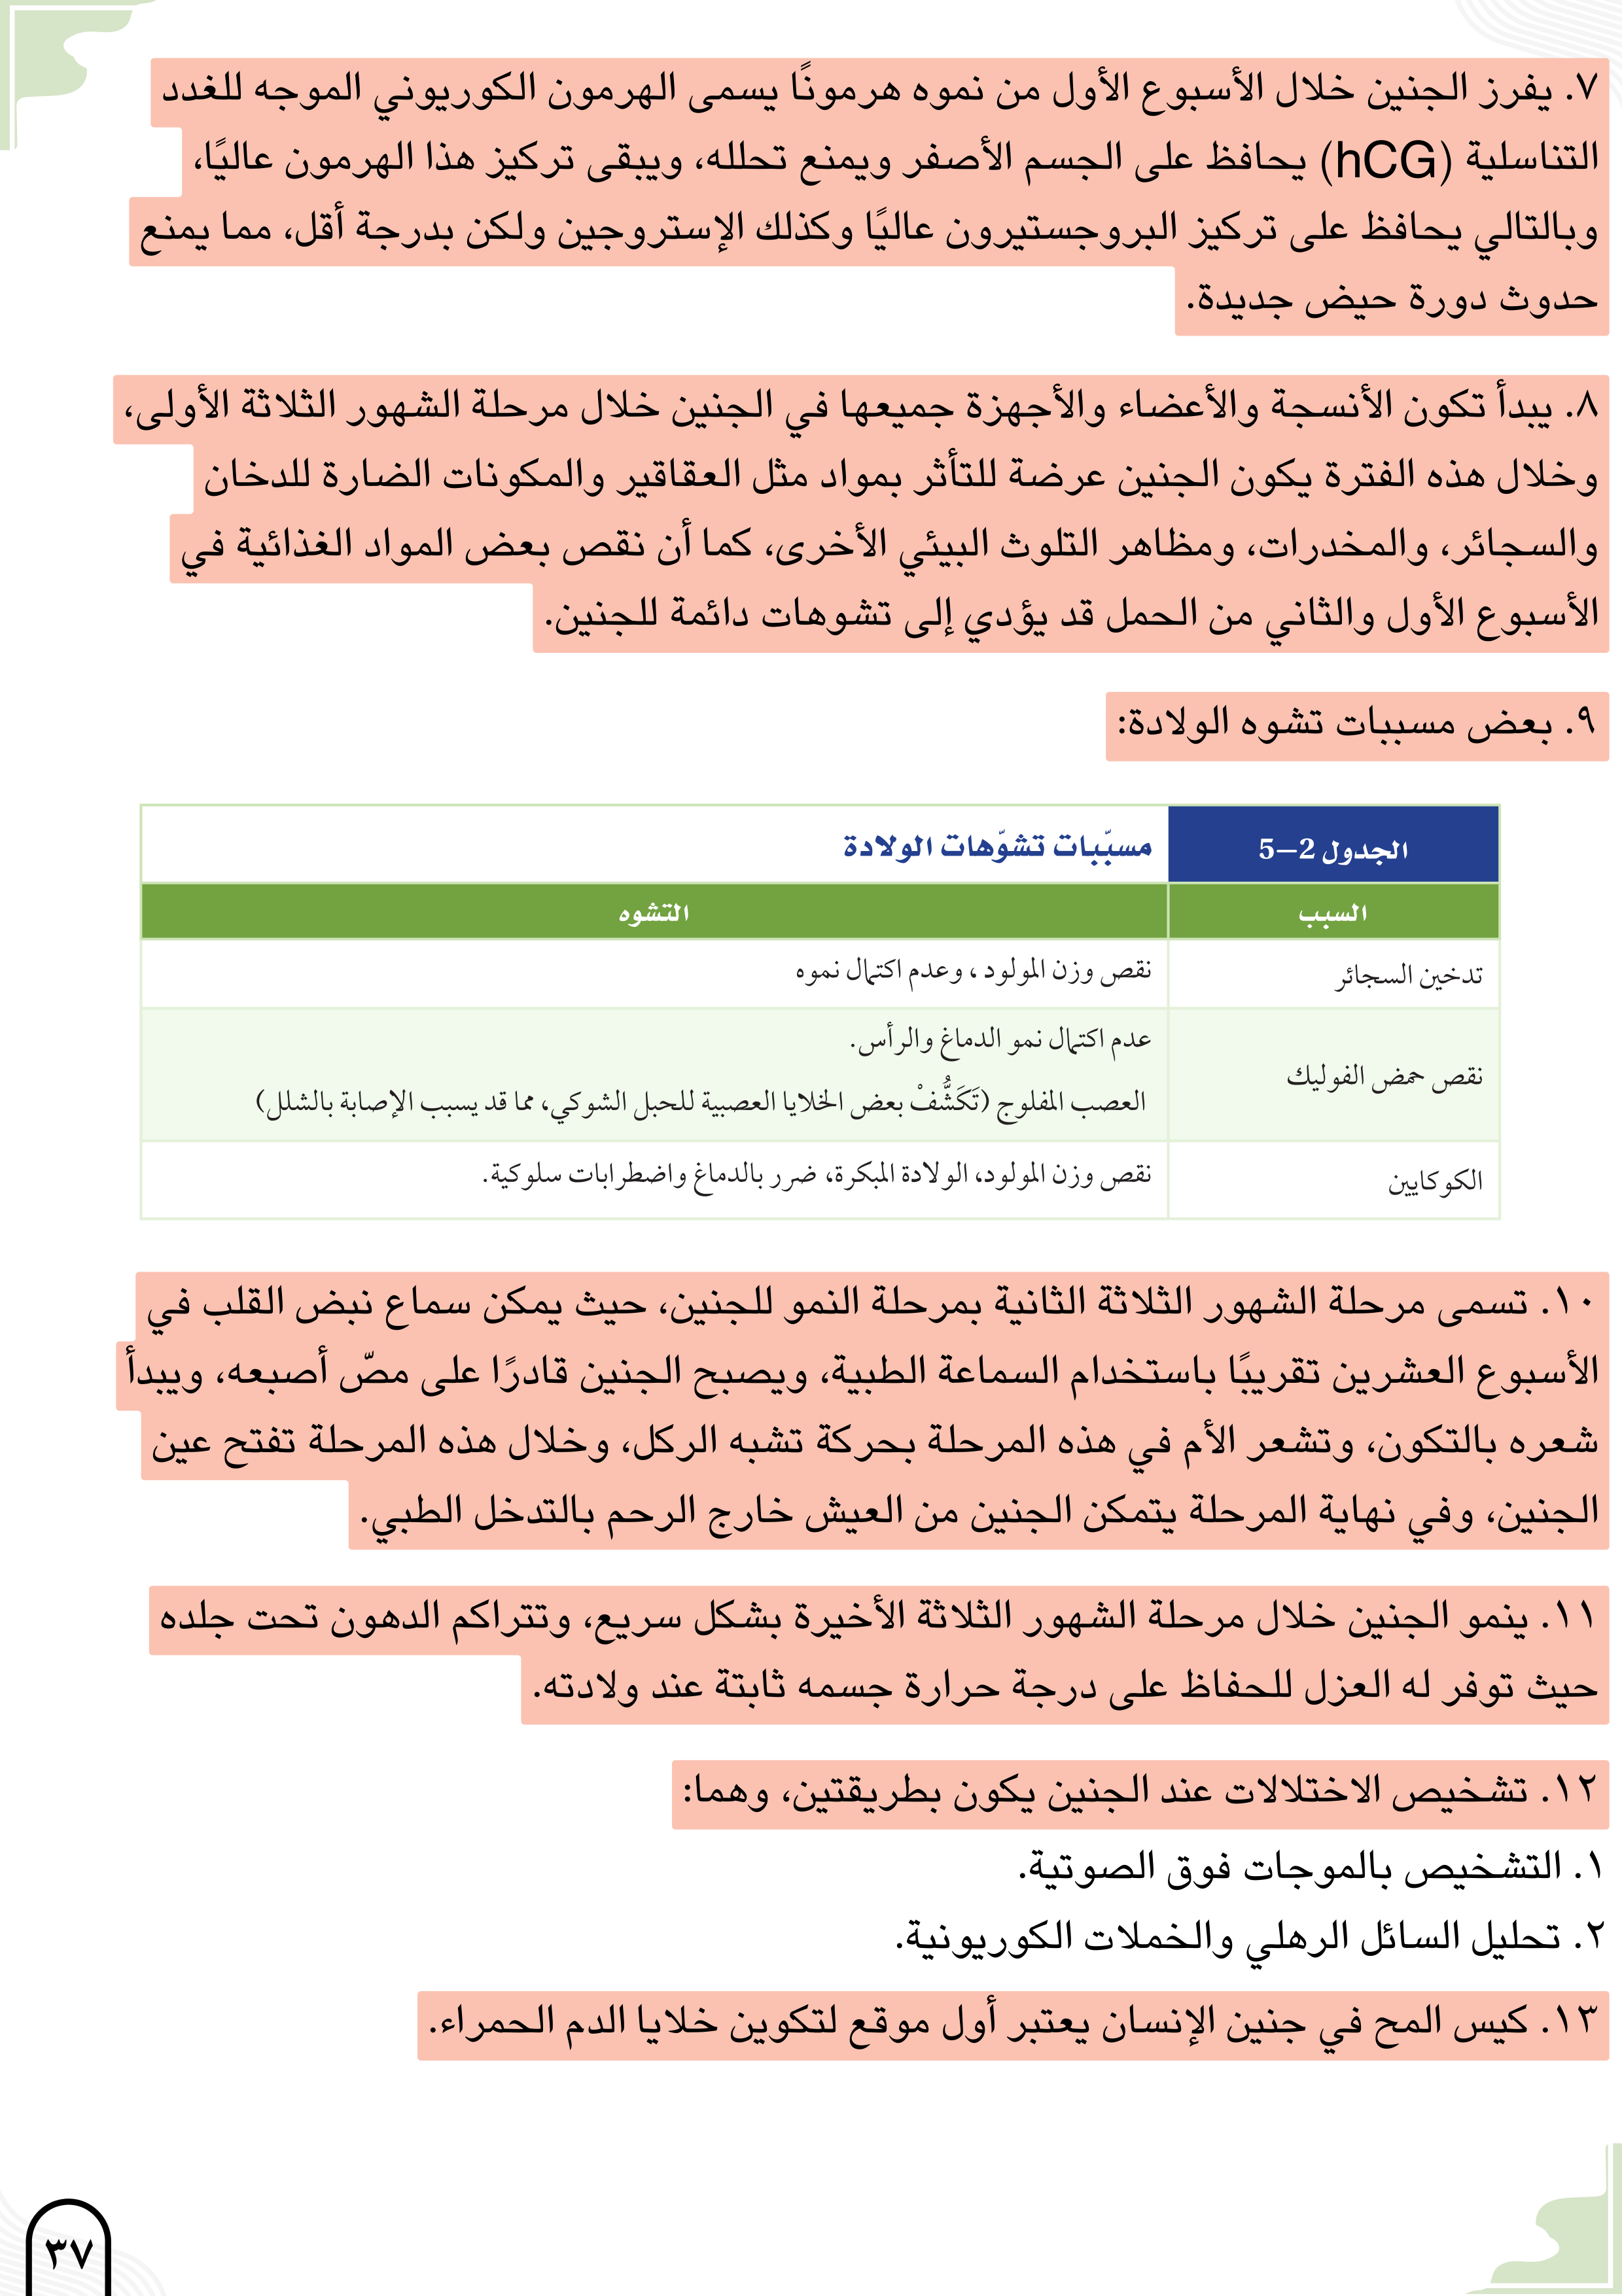 ٧. يفرز الجنين خلال الأسبوع الأول من نموه هرمونًا يسمى الهرمون الكوريوني الموجه للغدد
التناسلية (hCG) يحافظ على الجسم الأصفر ويمنع تحلله، ويبقى تركيز هذا الهرمون عاليًا،
وبالتالي يحافظ على تركيز البروجستيرون عاليًا وكذلك الإستروجين ولكن بدرجة أقل، مما يمنع
حدوث دورة حيض جديدة.
٨. يبدأ تكون الأنسجة والأعضاء والأجهزة جميعها في الجنين خلال مرحلة الشهور الثلاثة الأولى،
وخلال هذه الفترة يكون الجنين عرضة للتأثر بمواد مثل العقاقير والمكونات الضارة للدخان
والسجائر، والمخدرات، ومظاهر التلوث البيئي الأخرى، كما أن نقص بعض المواد الغذائية في
الأسبوع الأول والثاني من الحمل قد يؤدي إلى تشوهات دائمة للجنين.
٩. بعض مسببات تشوه الولادة:
الجدول 2–5 مسبّبات تشوّهات الولادة
السبب التشوه
تدخين السجائر نقص وزن المولود ، وعدم اكتمال نموه
نقص حمض الفوليك عدم اكتمال نمو الدماغ والرأس.
العصب المفلوج (تَكَشُّفْ بعض الخلايا العصبية للحبل الشوكي، مما قد يسبب الإصابة بالشلل)
الكوكايين نقص وزن المولود، الولادة المبكرة، ضرر بالدماغ واضطرابات سلوكية.
١٠. تسمى مرحلة الشهور الثلاثة الثانية بمرحلة النمو للجنين، حيث يمكن سماع نبض القلب في
الأسبوع العشرين تقريبًا باستخدام السماعة الطبية، ويصبح الجنين قادرًا على مصّ أصبعه، ويبدأ
شعره بالتكون، وتشعر الأم في هذه المرحلة بحركة تشبه الركل، وخلال هذه المرحلة تفتح عين
الجنين، وفي نهاية المرحلة يتمكن الجنين من العيش خارج الرحم بالتدخل الطبي.
١١. ينمو الجنين خلال مرحلة الشهور الثلاثة الأخيرة بشكل سريع، وتتراكم الدهون تحت جلده
حيث توفر له العزل للحفاظ على درجة حرارة جسمه ثابتة عند ولادته.
١٢. تشخيص الاختلالات عند الجنين يكون بطريقتين، وهما:
١. التشخيص بالموجات فوق الصوتية.
٢. تحليل السائل الرهلي والخملات الكوريونية.
١٣. كيس المح في جنين الإنسان يعتبر أول موقع لتكوين خلايا الدم الحمراء.
٣٧